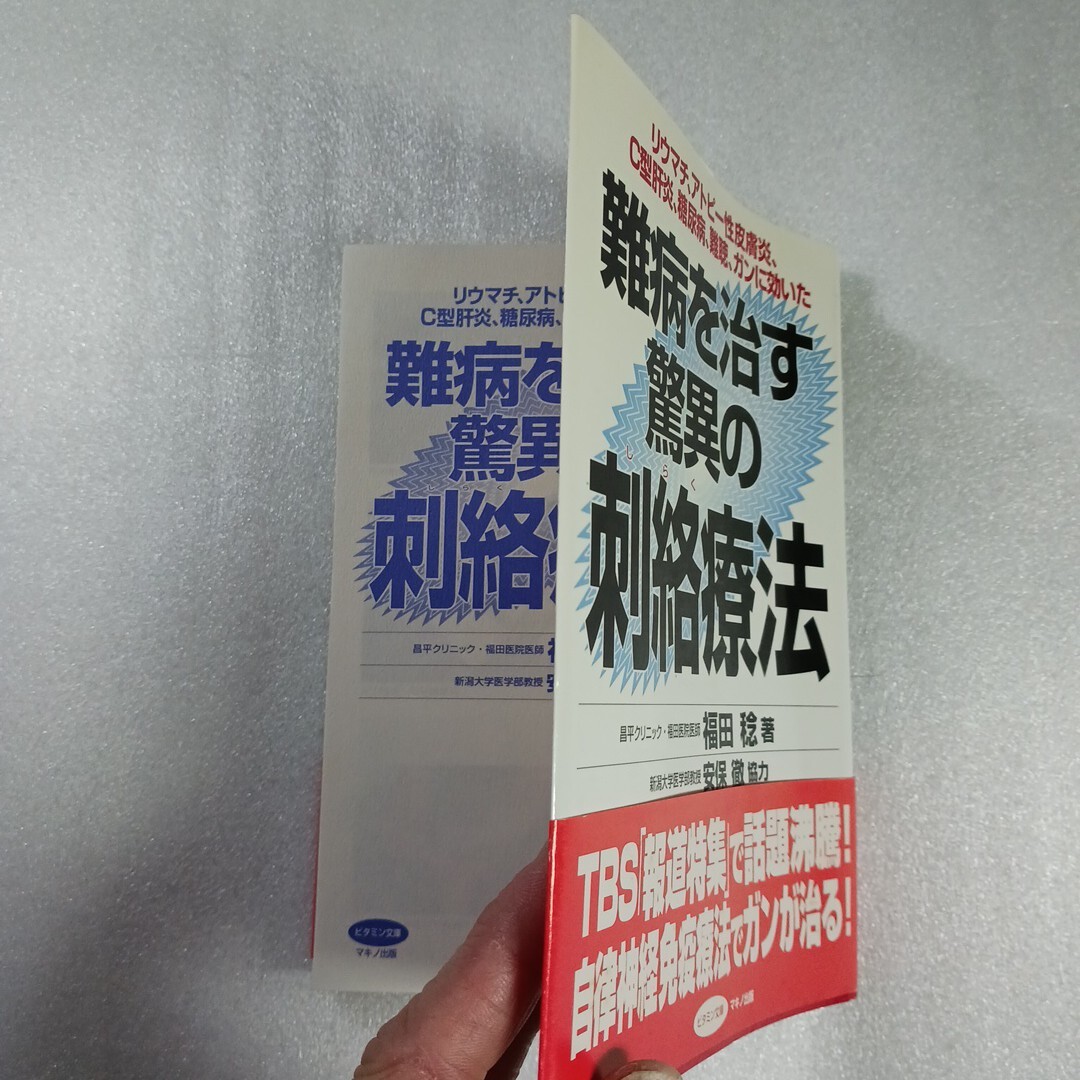 リウマチ、アトピー性皮膚炎、
C型肝炎、糖尿病、難聴、ガンに効いた
難病を治す
驚異の
しらく
刺絡療法
昌平クリニック・福田医院医師 福田 稔 著
新潟大学医学部教授 安保 徹 協力
TBS「報道特集」で話題沸騰！
自律神経免疫療法でガンが治る！
ビタミン文庫 マキノ出版
リウマチ、アト
C型肝炎、糖尿病、
難病を
驚異
しらく
刺絡
昌平クリニック・福田医院医師
新潟大学医学部教授
ビタミン文庫
マキノ出版